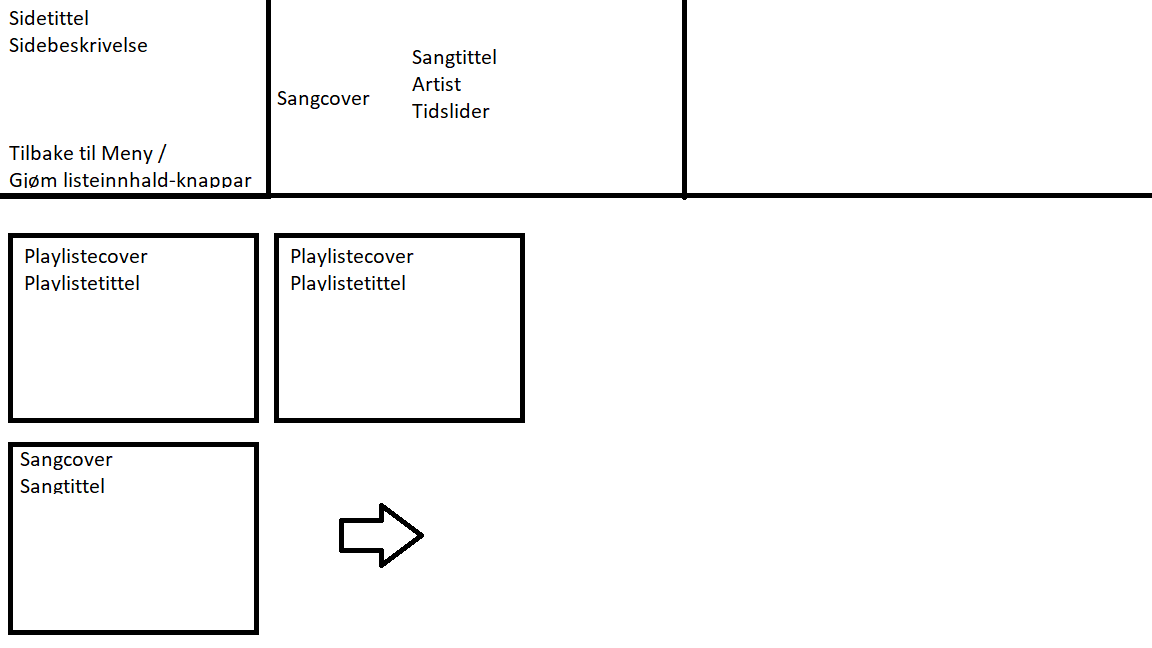 Sidetittel
Sidebeskrivelse
Tilbake til Meny /
Gjøm listeinnhald-knappar
Sangcover
Sangtittel
Artist
Tidslider
Playlistecover
Playlistetittel
Playlistecover
Playlistetittel
Sangcover
Sangtittel